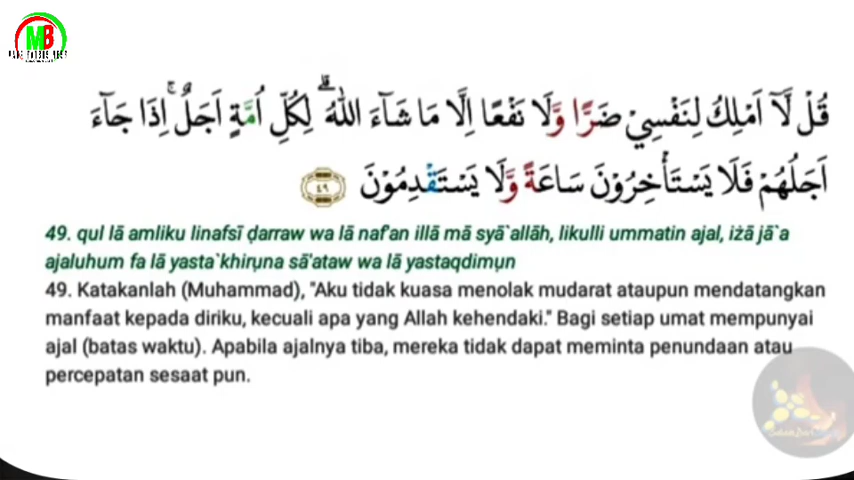 MB
قُلْ لَّآ اَمْلِكُ لِنَفْسِيْ ضَرًّا وَّلَا نَفْعًا اِلَّا مَا شَاۤءَ اللّٰهُ ۗ لِكُلِّ اُمَّةٍ اَجَلٌ ۚ اِذَا جَاۤءَ
اَجَلُهُمْ فَلَا يَسْتَأْخِرُوْنَ سَاعَةً وَّلَا يَسْتَقْدِمُوْنَ ٤٩
49. qul lā amliku linafsī ḍarraw wa lā naf'an illā mā syā`allāh, likulli ummatin ajal, iżā jā`a
ajaluhum fa lā yasta`khirụna sā'ataw wa lā yastaqdimụn
49. Katakanlah (Muhammad), "Aku tidak kuasa menolak mudarat ataupun mendatangkan
manfaat kepada diriku, kecuali apa yang Allah kehendaki." Bagi setiap umat mempunyai
ajal (batas waktu). Apabila ajalnya tiba, mereka tidak dapat meminta penundaan atau
percepatan sesaat pun.